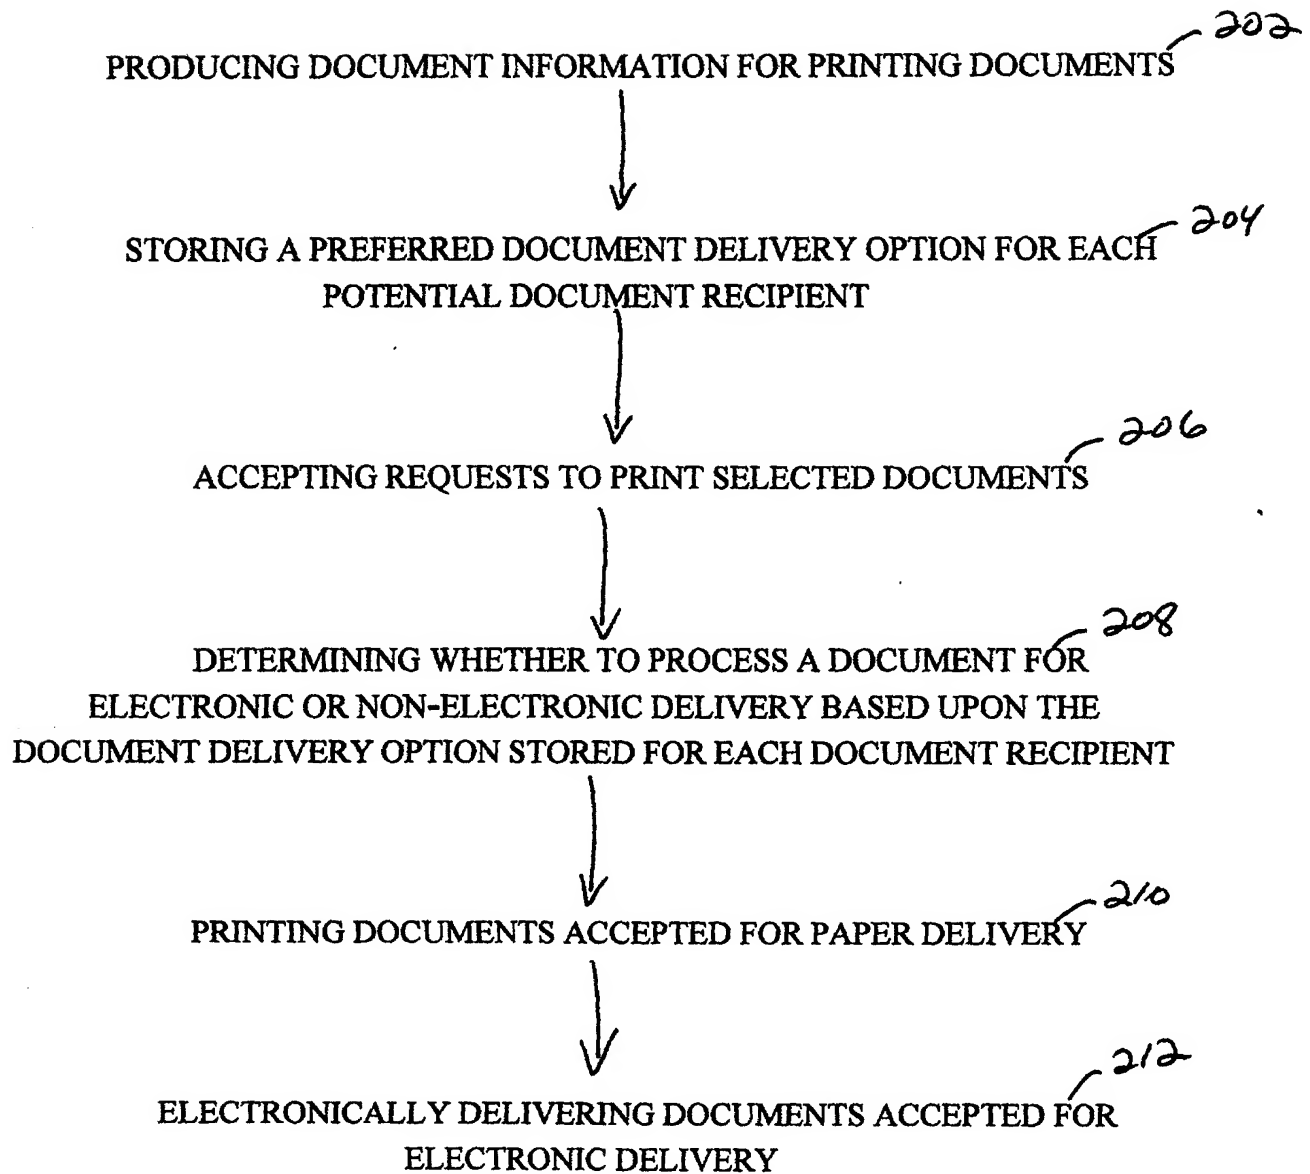 202
PRODUCING DOCUMENT INFORMATION FOR PRINTING DOCUMENTS
204
STORING A PREFERRED DOCUMENT DELIVERY OPTION FOR EACH
POTENTIAL DOCUMENT RECIPIENT
206
ACCEPTING REQUESTS TO PRINT SELECTED DOCUMENTS
208
DETERMINING WHETHER TO PROCESS A DOCUMENT FOR
ELECTRONIC OR NON-ELECTRONIC DELIVERY BASED UPON THE
DOCUMENT DELIVERY OPTION STORED FOR EACH DOCUMENT RECIPIENT
210
PRINTING DOCUMENTS ACCEPTED FOR PAPER DELIVERY
212
ELECTRONICALLY DELIVERING DOCUMENTS ACCEPTED FOR
ELECTRONIC DELIVERY